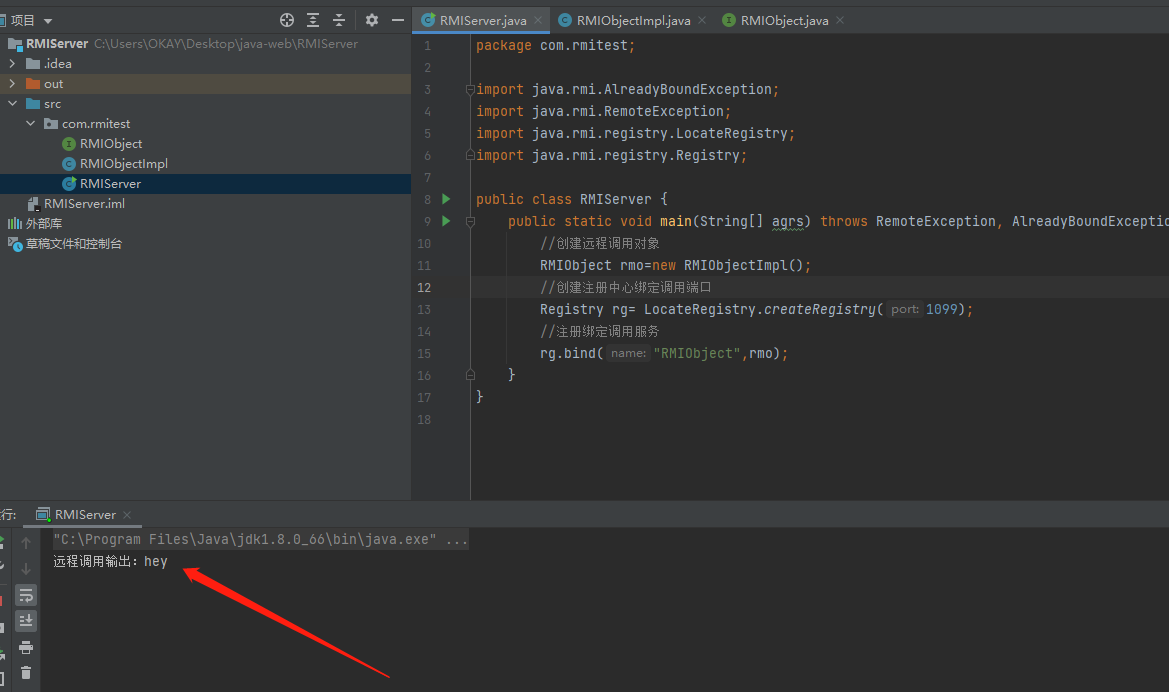 项目
RMIServer C:\Users\OKAY\Desktop\java-web\RMIServer
.idea
out
src
com.rmitest
RMIObject
RMIObjectImpl
RMIServer
RMIServer.iml
外部库
草稿文件和控制台
RMIServer.java RMIObjectImpl.java RMIObject.java
1 package com.rmitest;
2
3 import java.rmi.AlreadyBoundException;
4 import java.rmi.RemoteException;
5 import java.rmi.registry.LocateRegistry;
6 import java.rmi.registry.Registry;
7
8 public class RMIServer {
9 public static void main(String[] agrs) throws RemoteException, AlreadyBoundExceptio
10 //创建远程调用对象
11 RMIObject rmo=new RMIObjectImpl();
12 //创建注册中心绑定调用端口
13 Registry rg= LocateRegistry.createRegistry( port: 1099);
14 //注册绑定调用服务
15 rg.bind( name: "RMIObject",rmo);
16 }
17 }
18
行: RMIServer
"C:\Program Files\Java\jdk1.8.0_66\bin\java.exe" ...
远程调用输出：hey